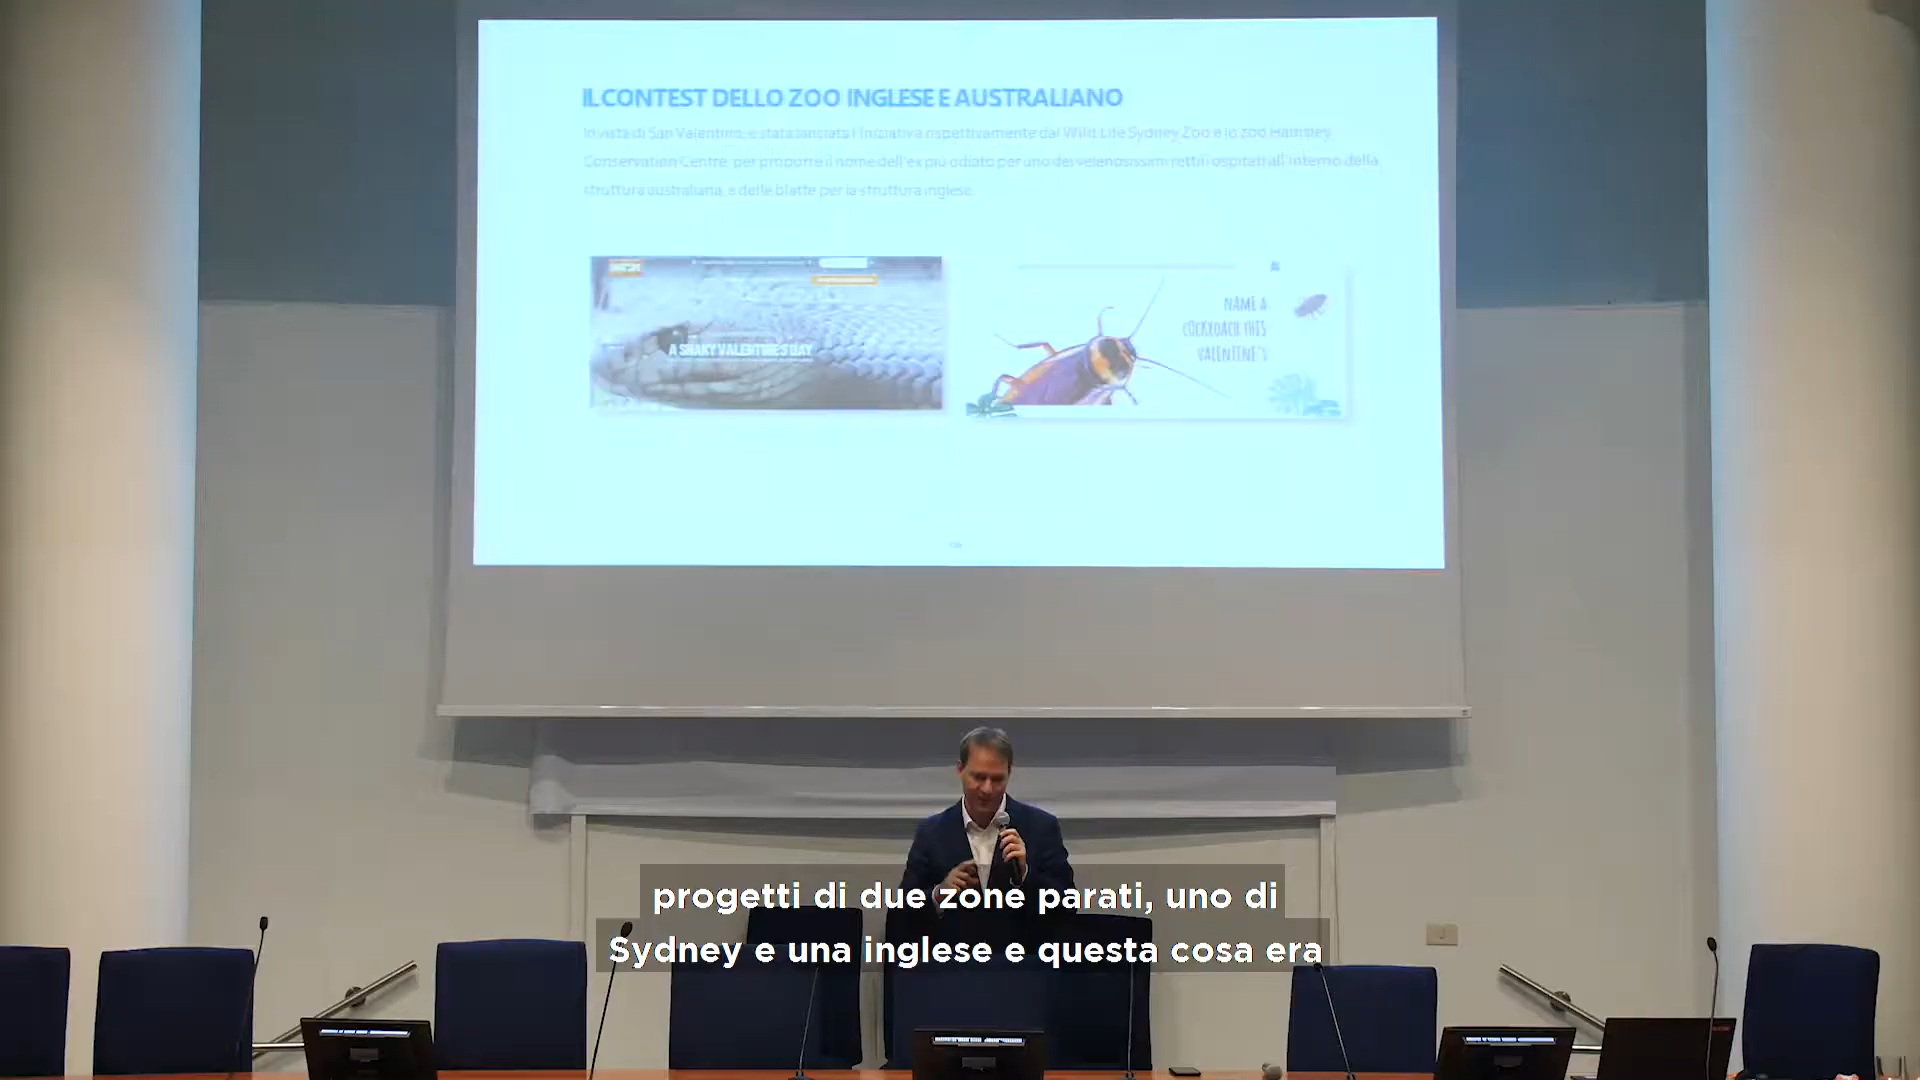 IL CONTEST DELLO ZOO INGLESE E AUSTRALIANO
In vista di San Valentino, è stata lanciata l'iniziativa rispettivamente dal Wild Life Sydney Zoo e lo zoo Hemsley
Conservation Centre, per proporre il nome dell'ex più odiato per uno dei velenosissimi rettili ospitati all'interno della
struttura australiana, e delle blatte per la struttura inglese.
A SNAKY VALENTINE'S DAY
NAME A
COCKROACH THIS
VALENTINE'S
progetti di due zone parati, uno di
Sydney e una inglese e questa cosa era